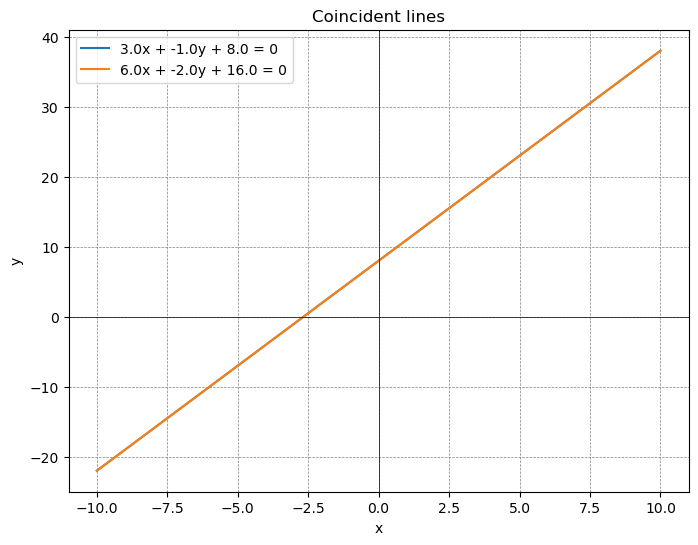 Coincident lines
3.0x + -1.0y + 8.0 = 0
6.0x + -2.0y + 16.0 = 0
40
30
20
10
0
−10
−20
y
−10.0 −7.5 −5.0 −2.5 0.0 2.5 5.0 7.5 10.0
x